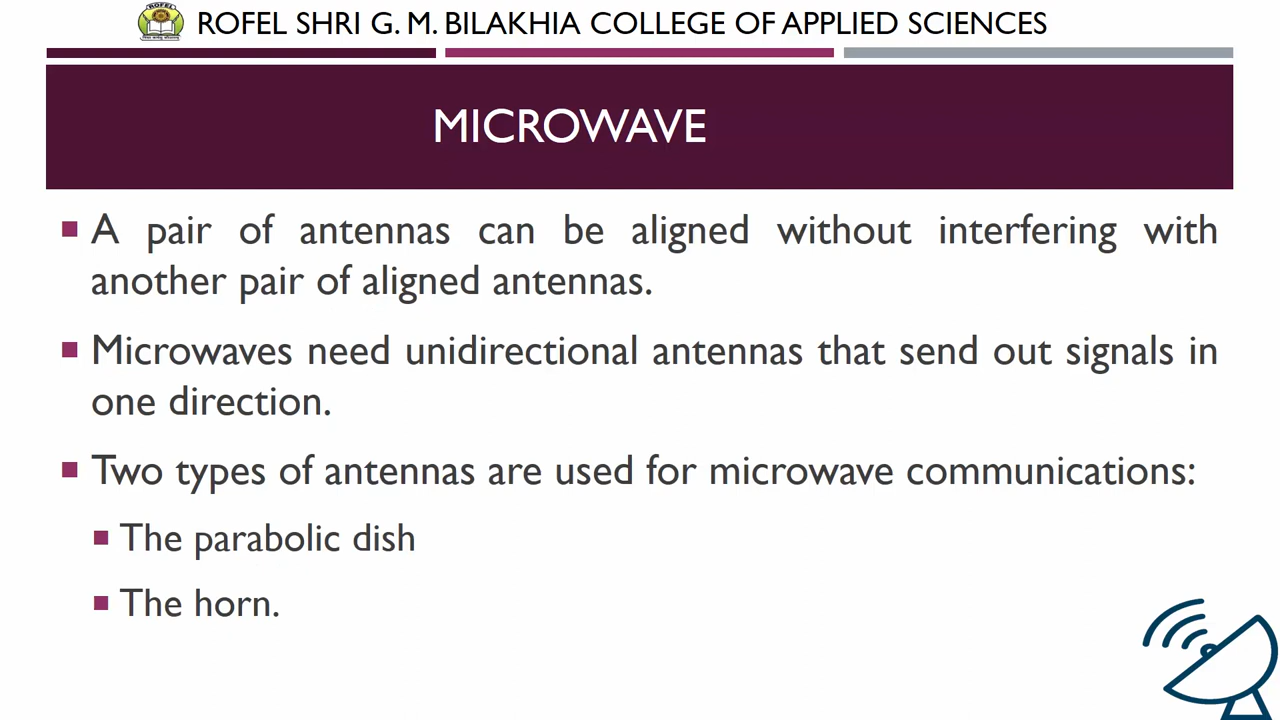 ROFEL SHRI G. M. BILAKHIA COLLEGE OF APPLIED SCIENCES
MICROWAVE
A pair of antennas can be aligned without interfering with
another pair of aligned antennas.
Microwaves need unidirectional antennas that send out signals in
one direction.
Two types of antennas are used for microwave communications:
The parabolic dish
The horn.